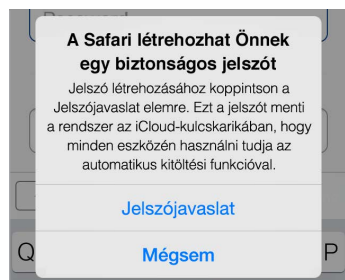 Password
A Safari létrehozhat Önnek
egy biztonságos jelszót
Jelszó létrehozásához koppintson a
Jelszójavaslat elemre. Ezt a jelszót menti
a rendszer az iCloud-kulcskarikában, hogy
minden eszközén használni tudja az
automatikus kitöltési funkcióval.
Jelszójavaslat
Q
Mégsem
P